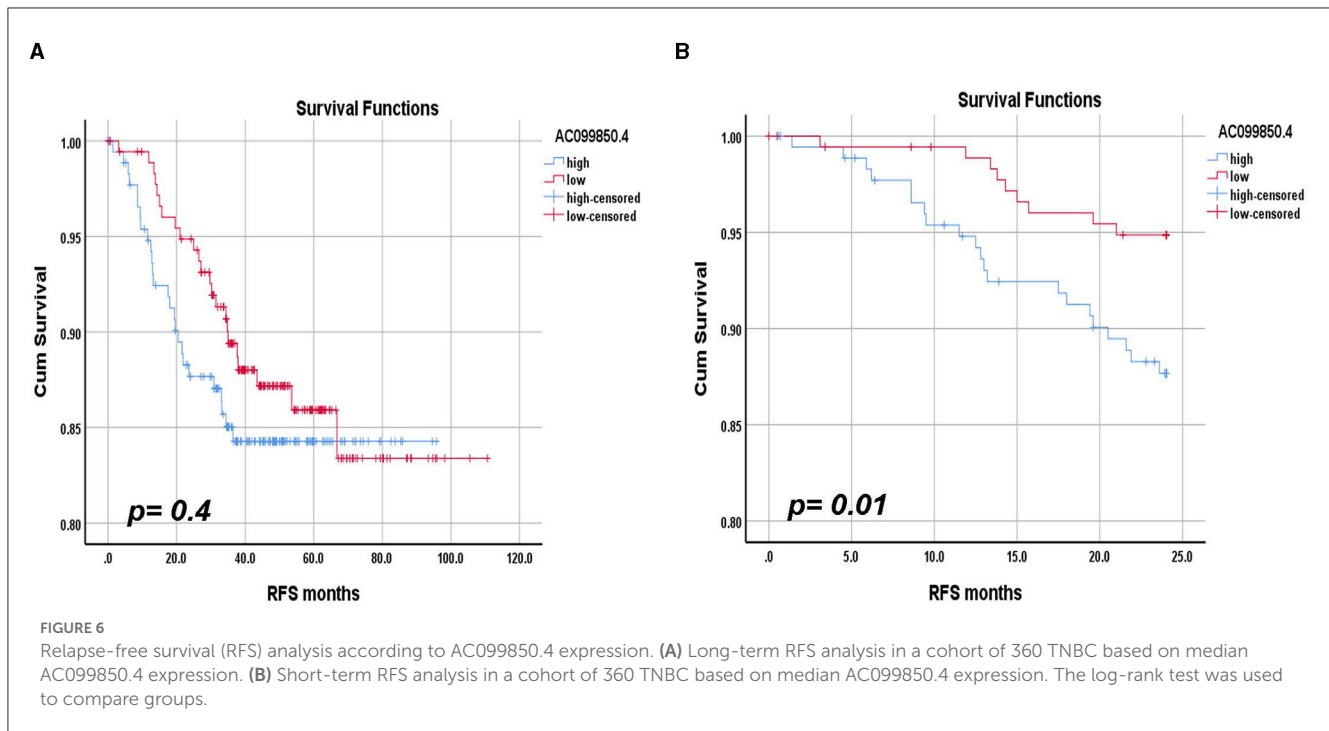 A
Survival Functions
AC099850.4
high
low
high-censored
low-censored
1.00
0.95
0.90
0.85
0.80
Cum Survival
p= 0.4
.0 20.0 40.0 60.0 80.0 100.0 120.0
RFS months
B
Survival Functions
AC099850.4
high
low
high-censored
low-censored
1.00
0.95
0.90
0.85
0.80
Cum Survival
p= 0.01
.0 5.0 10.0 15.0 20.0 25.0
RFS months
FIGURE 6
Relapse-free survival (RFS) analysis according to AC099850.4 expression. (A) Long-term RFS analysis in a cohort of 360 TNBC based on median
AC099850.4 expression. (B) Short-term RFS analysis in a cohort of 360 TNBC based on median AC099850.4 expression. The log-rank test was used
to compare groups.